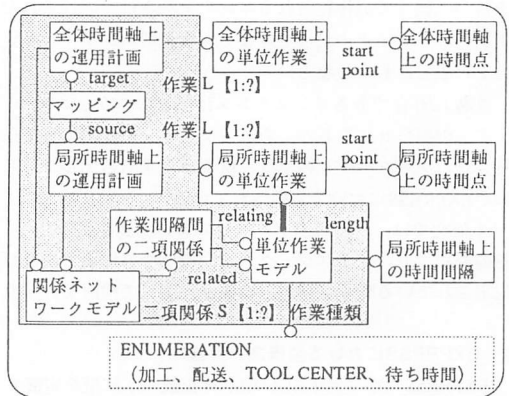 全体時間軸上
の運用計画
全体時間軸上
の単位作業
start
point
全体時間軸
上の時間点
target
作業 L 【1:?】
マッピング
source
作業 L 【1:?】
局所時間軸上
の運用計画
局所時間軸上
の単位作業
start
point
局所時間軸
上の時間点
作業間隔間
の二項関係
relating
related
単位作業
モデル
length
局所時間軸上
の時間間隔
関係ネット
ワークモデル
二項関係 S 【1:?】
作業種類
ENUMERATION
(加工、配送、TOOL CENTER、待ち時間)